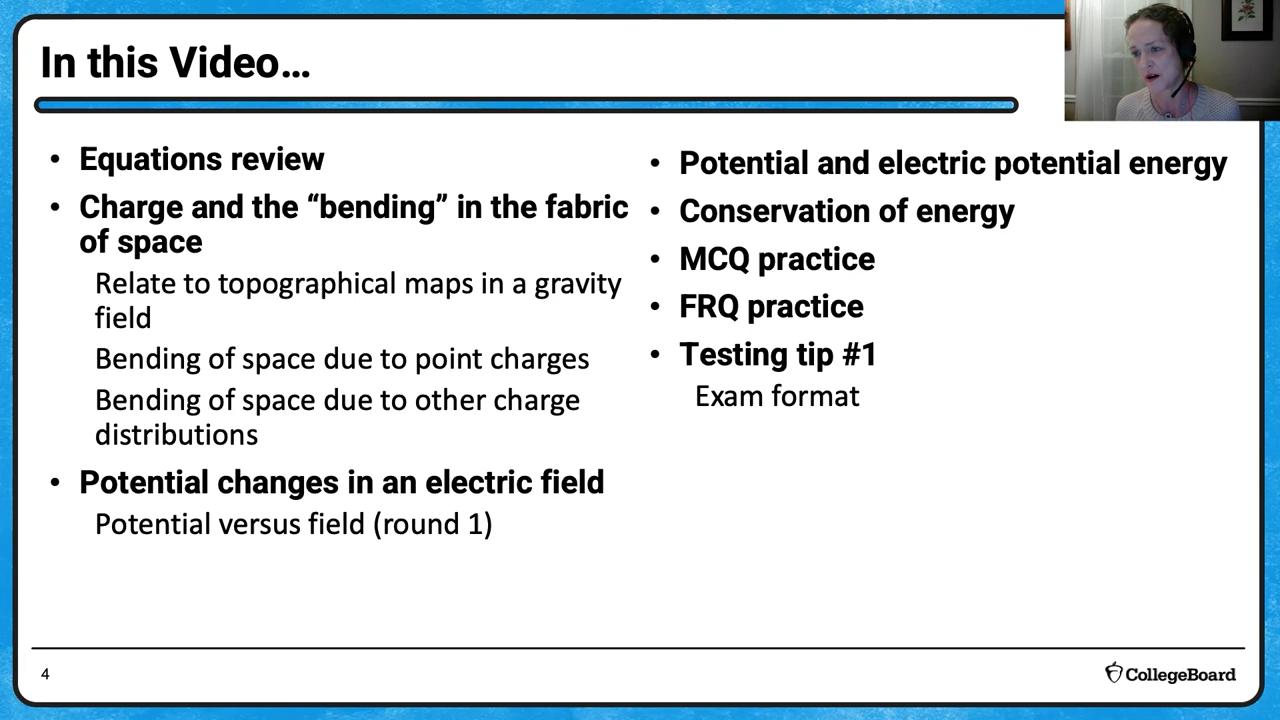 In this Video...
• Equations review
• Charge and the “bending” in the fabric
of space
Relate to topographical maps in a gravity
field
Bending of space due to point charges
Bending of space due to other charge
distributions
• Potential changes in an electric field
Potential versus field (round 1)
• Potential and electric potential energy
• Conservation of energy
• MCQ practice
• FRQ practice
• Testing tip #1
Exam format
4
CollegeBoard